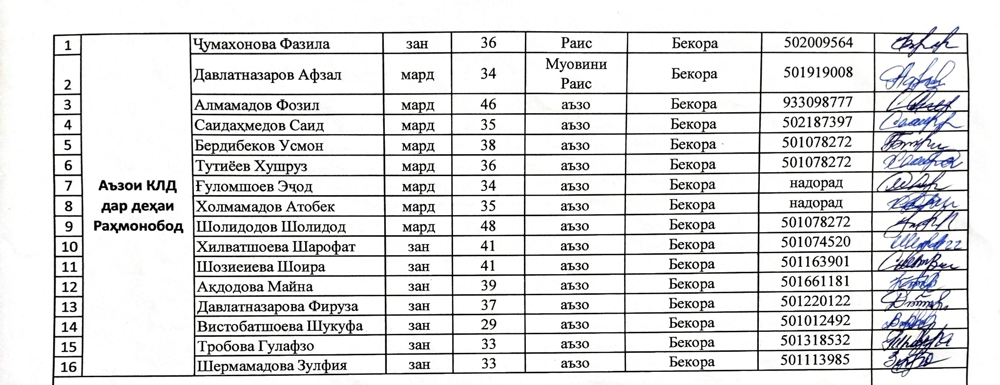 1 Ҷумахонова Фазила зан 36 Раис Бекора 502009564
2 Давлатназаров Афзал мард 34 Муовини Раис Бекора 501919008
3 Алмамадов Фозил мард 46 аъзо Бекора 933098777
4 Саидаҳмедов Саид мард 35 аъзо Бекора 502187397
5 Бердибеков Усмон мард 38 аъзо Бекора 501078272
6 Тутиёев Хушруз мард 36 аъзо Бекора 501078272
7 Ғуломшоев Эҷод мард 34 аъзо Бекора надорад
8 Холмамадов Атобек мард 35 аъзо Бекора надорад
9 Шолидодов Шолидод мард 48 аъзо Бекора 501078272
10 Хилватшоева Шарофат зан 41 аъзо Бекора 501074520
11 Шозиеиева Шоира зан 41 аъзо Бекора 501163901
12 Ақдодова Майна зан 39 аъзо Бекора 501661181
13 Давлатназарова Фируза зан 37 аъзо Бекора 501220122
14 Вистобатшоева Шукуфа зан 29 аъзо Бекора 501012492
15 Тробова Гулафзо зан 33 аъзо Бекора 501318532
16 Шермамадова Зулфия зан 33 аъзо Бекора 501113985
Аъзои КЛД
дар деҳаи
Раҳмонобод